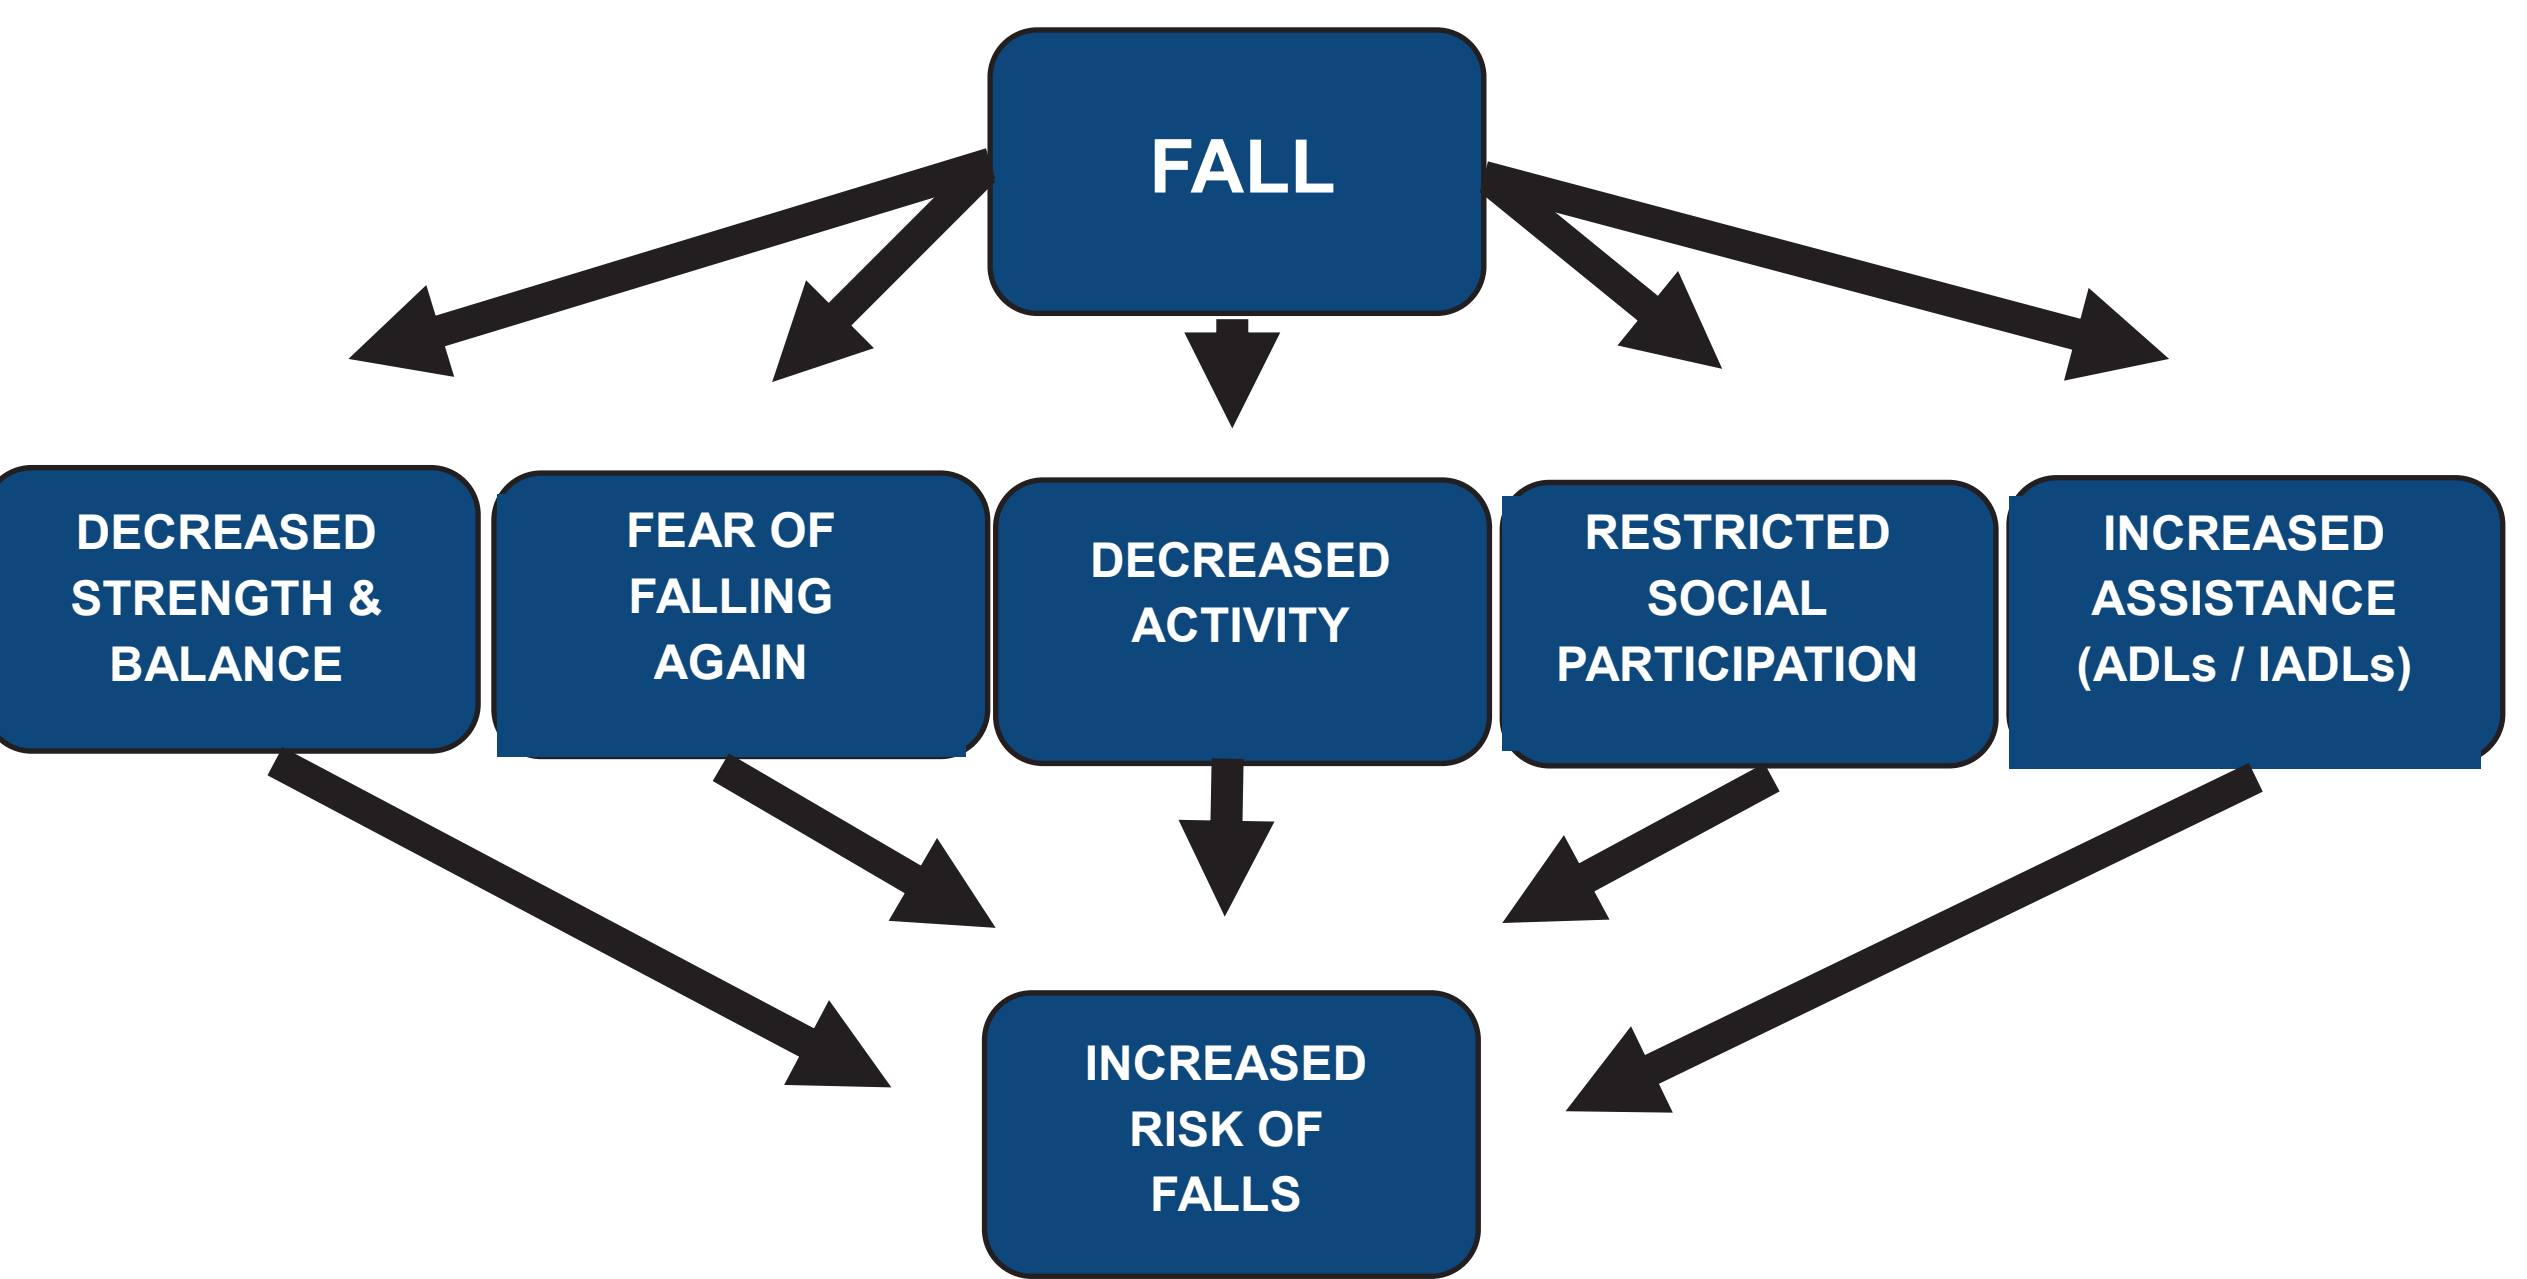 FALL
DECREASED
STRENGTH &
BALANCE
FEAR OF
FALLING
AGAIN
DECREASED
ACTIVITY
RESTRICTED
SOCIAL
PARTICIPATION
INCREASED
ASSISTANCE
(ADLs / IADLs)
INCREASED
RISK OF
FALLS